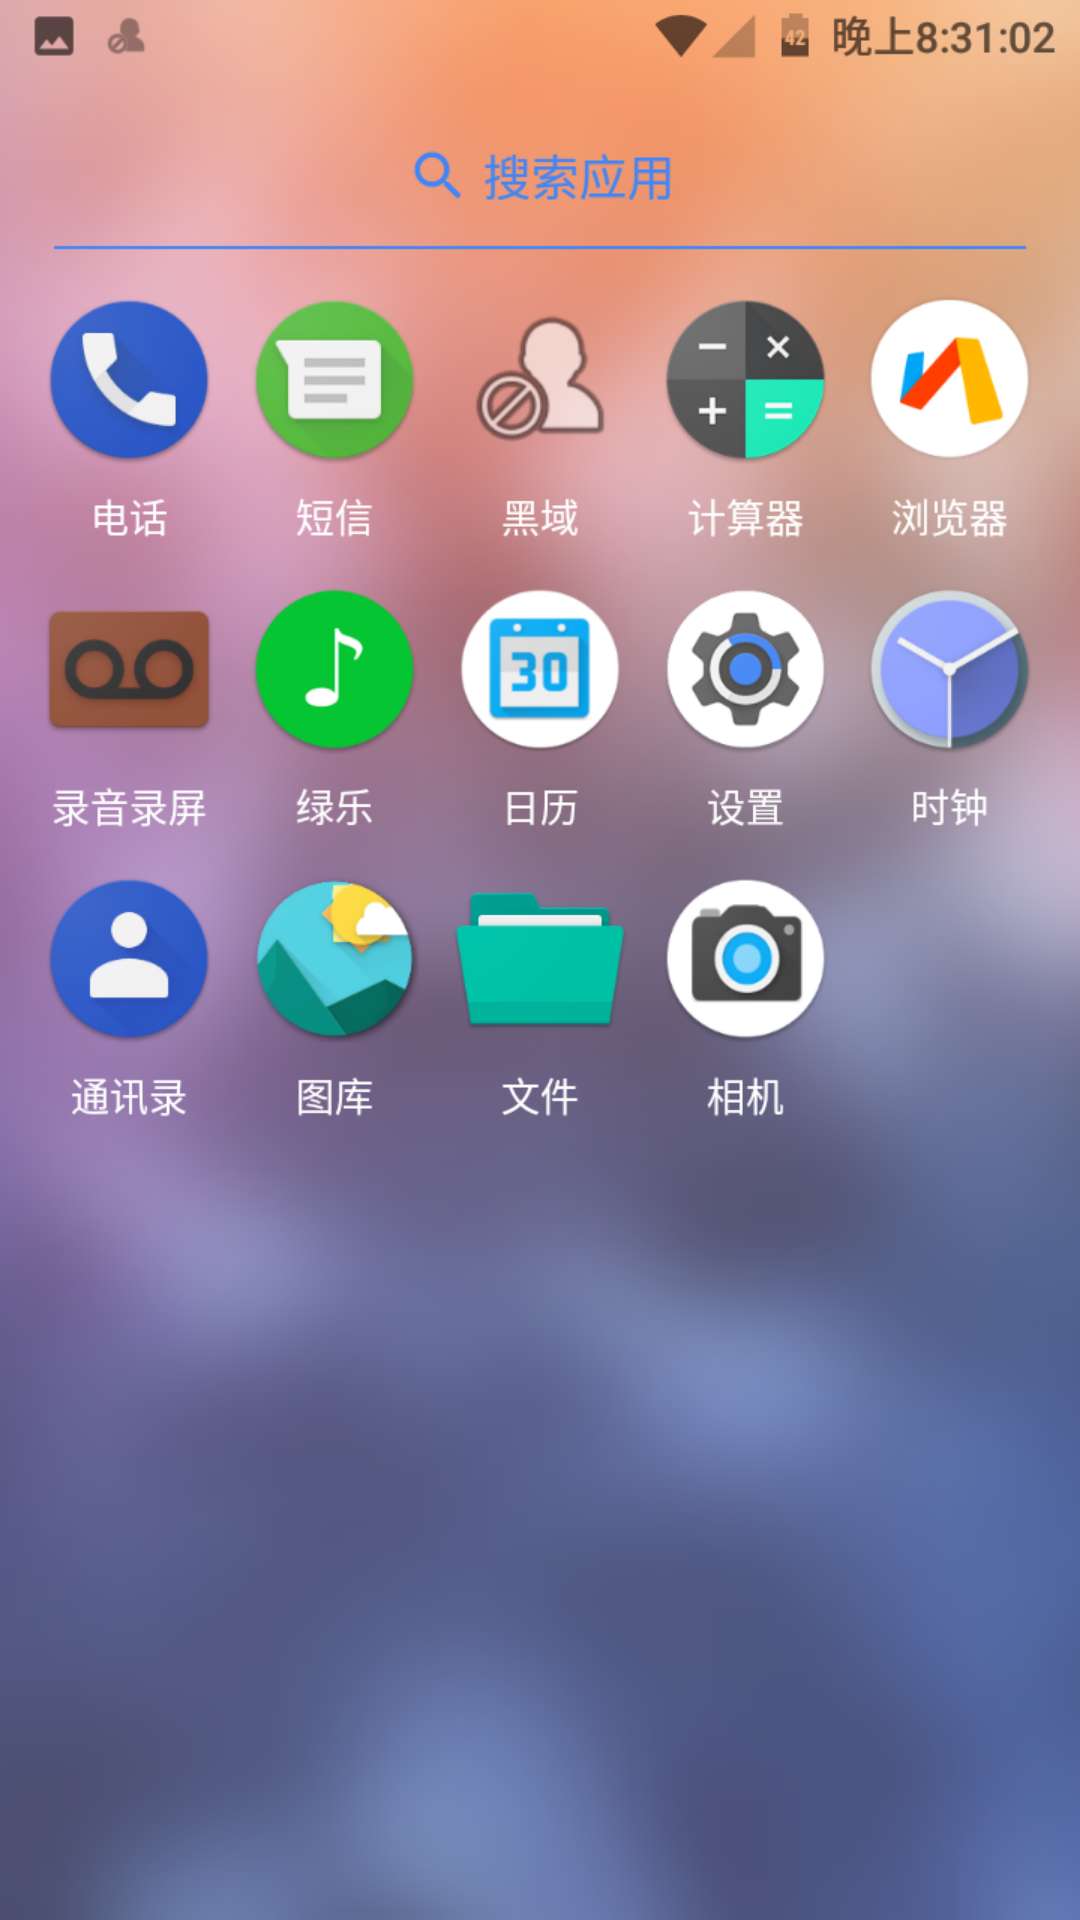 42 晚上8:31:02
搜索应用
电话 短信 黑域 计算器 浏览器
30
录音录屏 绿乐 日历 设置 时钟
通讯录 图库 文件 相机